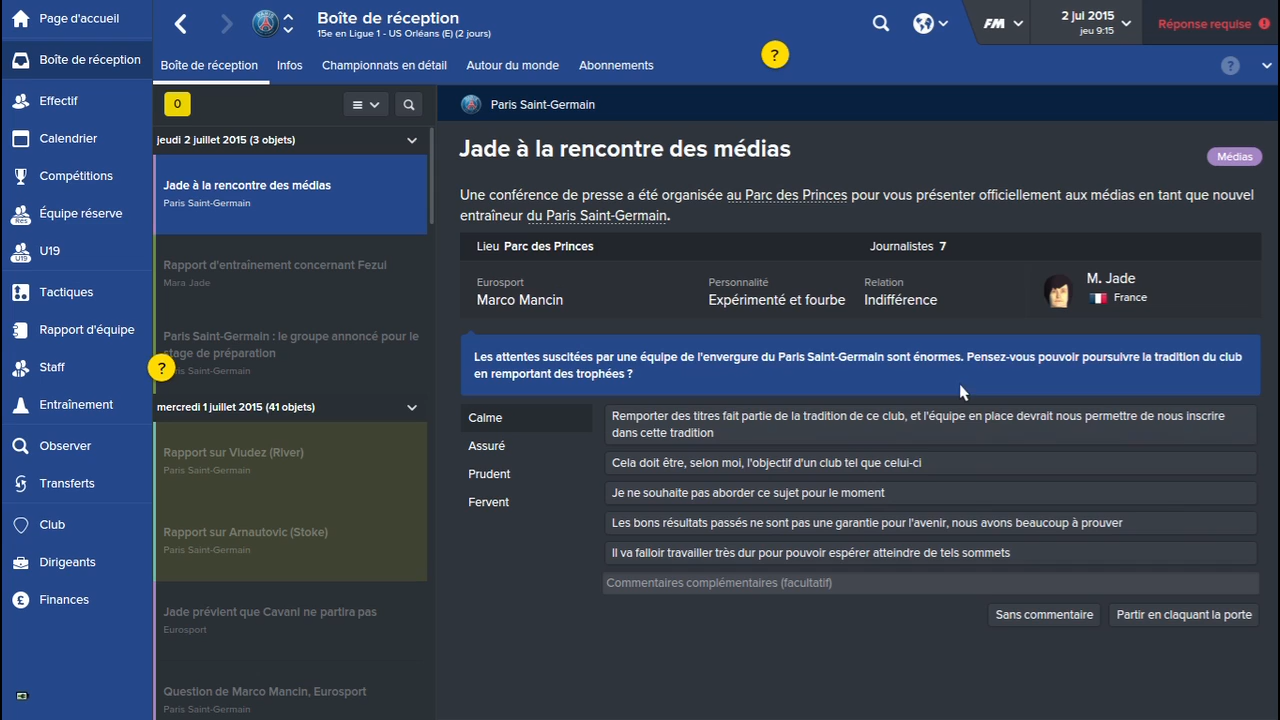 Page d'accueil
Boîte de réception
Effectif
Calendrier
Compétitions
Res
Équipe réserve
U19
U19
Tactiques
Rapport d'équipe
Staff
Entraînement
Observer
Transferts
Club
Dirigeants
£ Finances
Boîte de réception
15e en Ligue 1 - US Orléans (E) (2 jours)
FM
2 jul 2015
jeu 9:15
Réponse requise
?
Boîte de réception Infos Championnats en détail Autour du monde Abonnements
?
0
jeudi 2 juillet 2015 (3 objets)
Jade à la rencontre des médias
Paris Saint-Germain
Rapport d'entraînement concernant Fezul
Mara Jade
Paris Saint-Germain : le groupe annoncé pour le
stage de préparation
Paris Saint-Germain
?
mercredi 1 juillet 2015 (41 objets)
Rapport sur Viudez (River)
Paris Saint-Germain
Rapport sur Arnautovic (Stoke)
Paris Saint-Germain
Jade prévient que Cavani ne partira pas
Eurosport
Question de Marco Mancin, Eurosport
Paris Saint-Germain
Paris Saint-Germain
Jade à la rencontre des médias
Médias
Une conférence de presse a été organisée au Parc des Princes pour vous présenter officiellement aux médias en tant que nouvel
entraîneur du Paris Saint-Germain.
Lieu Parc des Princes Journalistes 7
Eurosport Personnalité Relation
Marco Mancin Expérimenté et fourbe Indifférence
M. Jade
France
Les attentes suscitées par une équipe de l'envergure du Paris Saint-Germain sont énormes. Pensez-vous pouvoir poursuivre la tradition du club
en remportant des trophées ?
Calme
Assuré
Prudent
Fervent
Remporter des titres fait partie de la tradition de ce club, et l'équipe en place devrait nous permettre de nous inscrire
dans cette tradition
Cela doit être, selon moi, l'objectif d'un club tel que celui-ci
Je ne souhaite pas aborder ce sujet pour le moment
Les bons résultats passés ne sont pas une garantie pour l'avenir, nous avons beaucoup à prouver
Il va falloir travailler très dur pour pouvoir espérer atteindre de tels sommets
Commentaires complémentaires (facultatif)
Sans commentaire Partir en claquant la porte